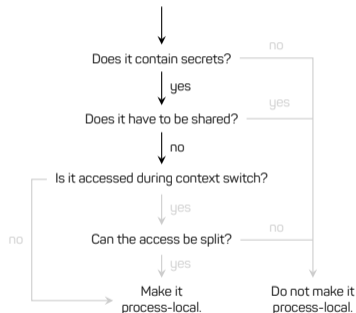 no
Does it contain secrets?
yes
yes
Does it have to be shared?
no
Is it accessed during context switch?
yes
no
no
Can the access be split?
yes
Make it
process-local.
Do not make it
process-local.